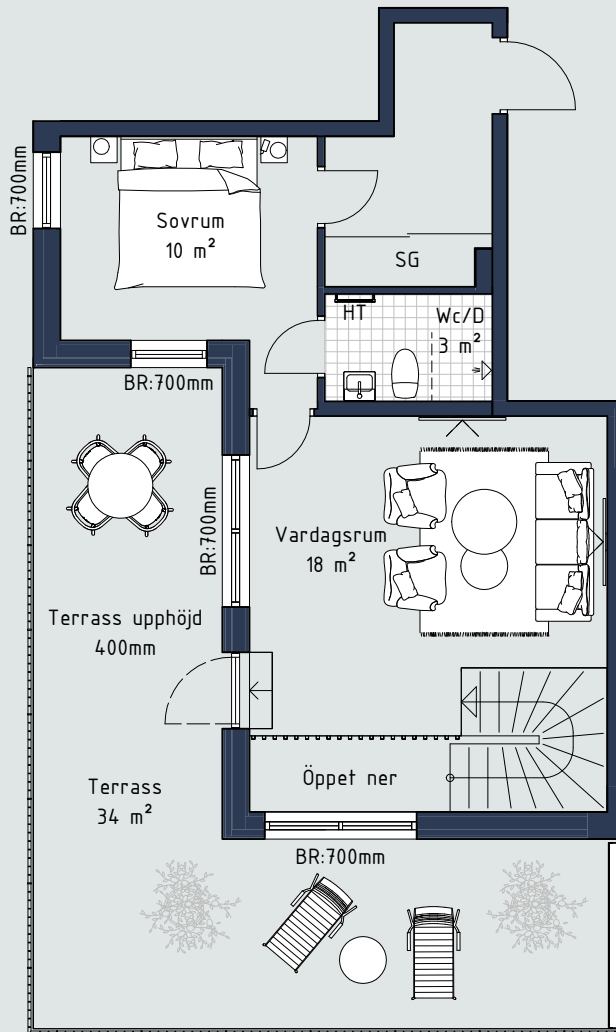 BR:700mm
Sovrum
10 m²
SG
HT
Wc/D
3 m²
BR:700mm
BR:700mm
Vardagsrum
18 m²
Terrass upphöjd
400mm
Öppet ner
Terrass
34 m²
BR:700mm